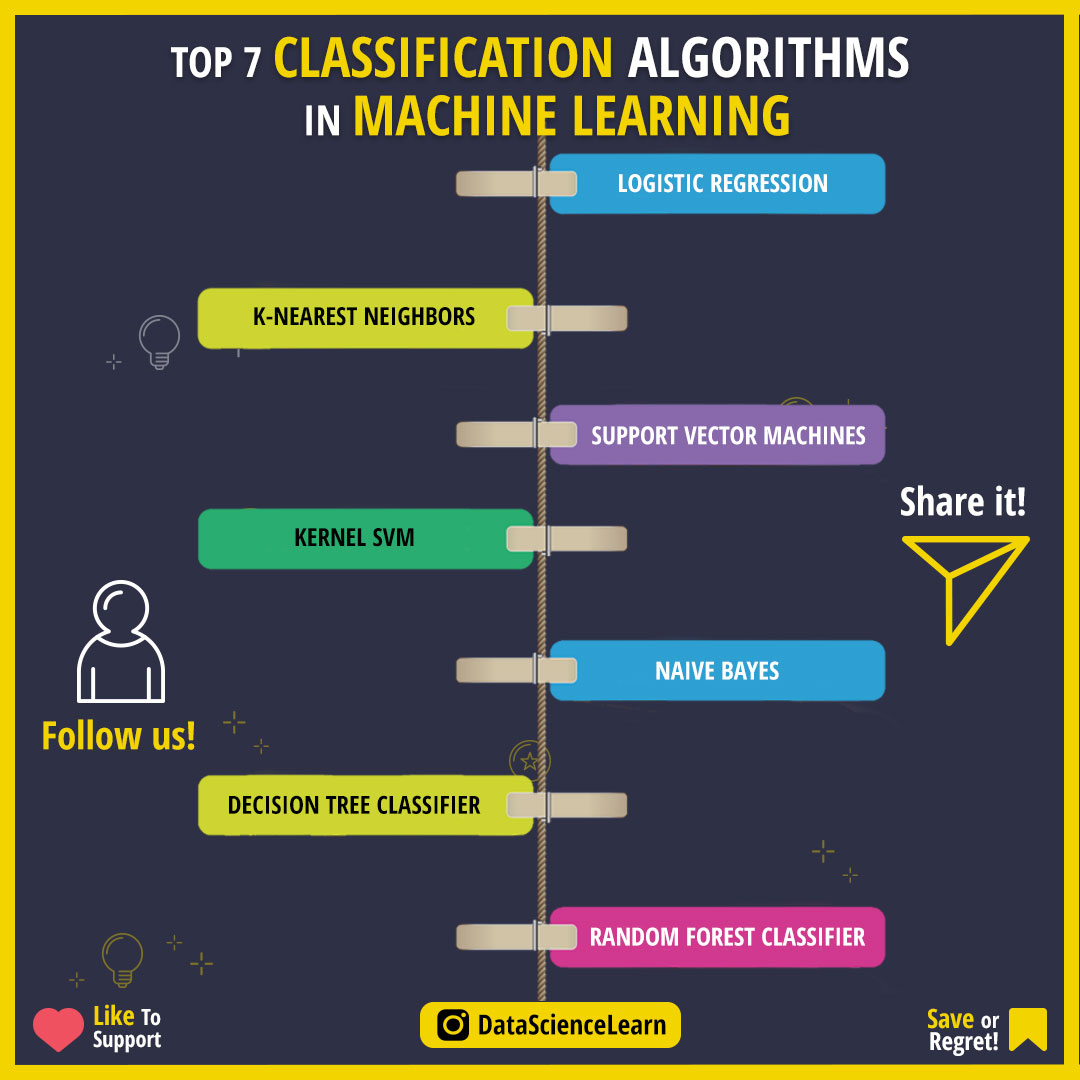 TOP 7 CLASSIFICATION ALGORITHMS
IN MACHINE LEARNING
LOGISTIC REGRESSION
K-NEAREST NEIGHBORS
SUPPORT VECTOR MACHINES
KERNEL SVM
Share it!
NAIVE BAYES
Follow us!
DECISION TREE CLASSIFIER
RANDOM FOREST CLASSIFIER
Like To
Support
DataScienceLearn
Save or
Regret!